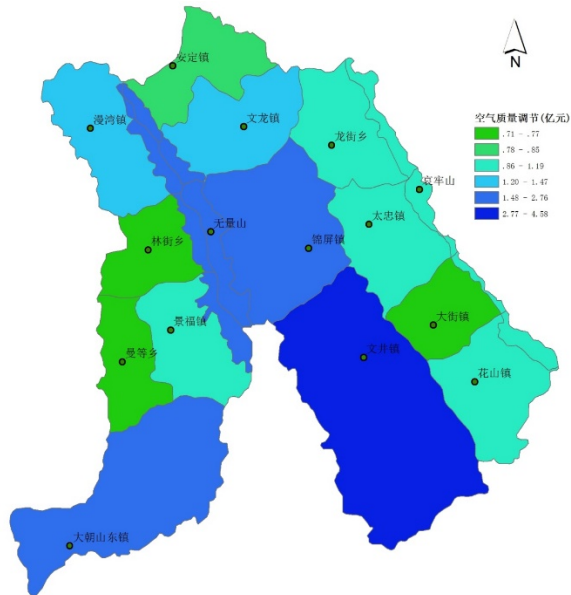 安定镇
N
漫湾镇
文龙镇
龙街乡
空气质量调节(亿元)
.71 - .77
.78 - .85
.86 - 1.19
1.20 - 1.47
1.48 - 2.76
2.77 - 4.58
哀牢山
太忠镇
无量山
林街乡
锦屏镇
大街镇
景福镇
曼等乡
文井镇
花山镇
大朝山东镇